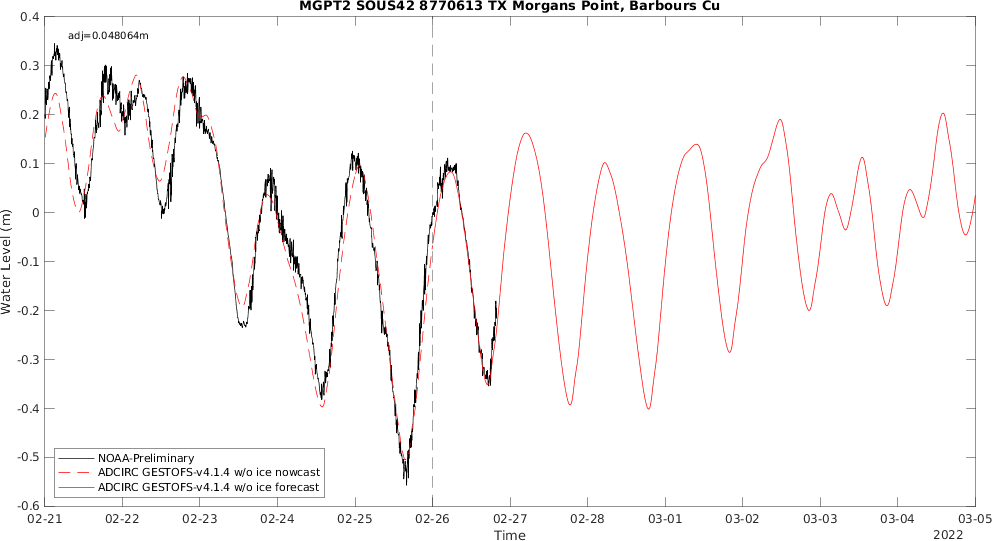 MGPT2 SOUS42 8770613 TX Morgans Point, Barbours Cu
adj=0.048064m
0.4
0.3
0.2
0.1
0
-0.1
-0.2
-0.3
-0.4
-0.5
-0.6
Water Level (m)
NOAA-Preliminary
ADCIRC GESTOFS-v4.1.4 w/o ice nowcast
ADCIRC GESTOFS-v4.1.4 w/o ice forecast
02-21 02-22 02-23 02-24 02-25 02-26 02-27 02-28 03-01 03-02 03-03 03-04 03-05
Time
2022